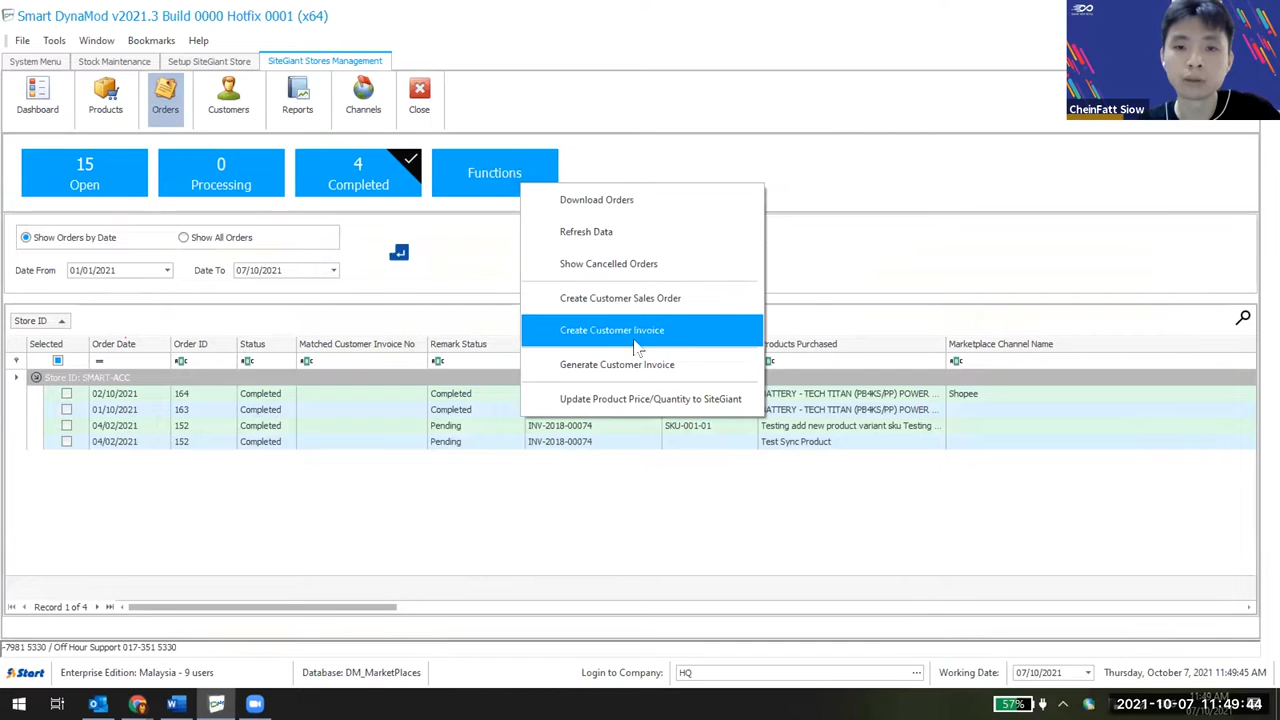 Smart DynaMod v2021.3 Build 0000 Hotfix 0001 (x64)
File Tools Window Bookmarks Help
System Menu Stock Maintenance Setup SiteGiant Store SiteGiant Stores Management
Dashboard Products Orders Customers Reports Channels Close
CheinFatt Siow
15 0 4
Open Processing Completed Functions
Download Orders
Refresh Data
Show Cancelled Orders
Create Customer Sales Order
Create Customer Invoice
Generate Customer Invoice
Update Product Price/Quantity to SiteGiant
Show Orders by Date Show All Orders
Date From 01/01/2021 Date To 07/10/2021
Store ID
Selected Order Date Order ID Status Matched Customer Invoice No Remark Status roducts Purchased Marketplace Channel Name
Store ID: SMART-ACC
02/10/2021 164 Completed ATTERY - TECH TITAN (PB4KS/PP) POWER ... Shopee
01/10/2021 163 Completed ATTERY - TECH TITAN (PB4KS/PP) POWER ...
04/02/2021 152 Completed Pending INV-2018-00074 SKU-001-01 Testing add new product variant sku Testing ...
04/02/2021 152 Completed Pending INV-2018-00074 Test Sync Product
Record 1 of 4
-7981 5330 / Off Hour Support 017-351 5330
Start Enterprise Edition: Malaysia - 9 users Database: DM_MarketPlaces Login to Company: HQ ... Working Date: 07/10/2021 Thursday, October 7, 2021 11:49:45 AM
57% 2021-10-07 11:49:44